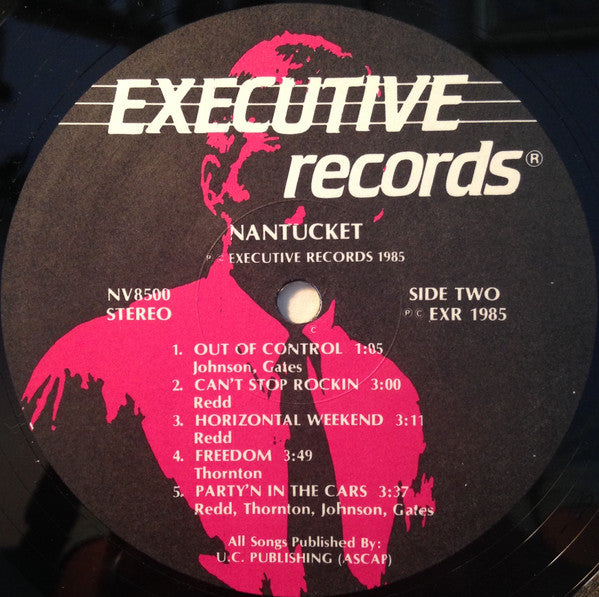 EXECUTIVE
records®
NANTUCKET
℗ © EXECUTIVE RECORDS 1985
NV8500
STEREO
SIDE TWO
℗ © EXR 1985
1. OUT OF CONTROL 1:05
Johnson, Gates
2. CAN'T STOP ROCKIN 3:00
Redd
3. HORIZONTAL WEEKEND 3:11
Redd
4. FREEDOM 3:49
Thornton
5. PARTY'N IN THE CARS 3:37
Redd, Thornton, Johnson, Gates
All Songs Published By:
U.C. PUBLISHING (ASCAP)